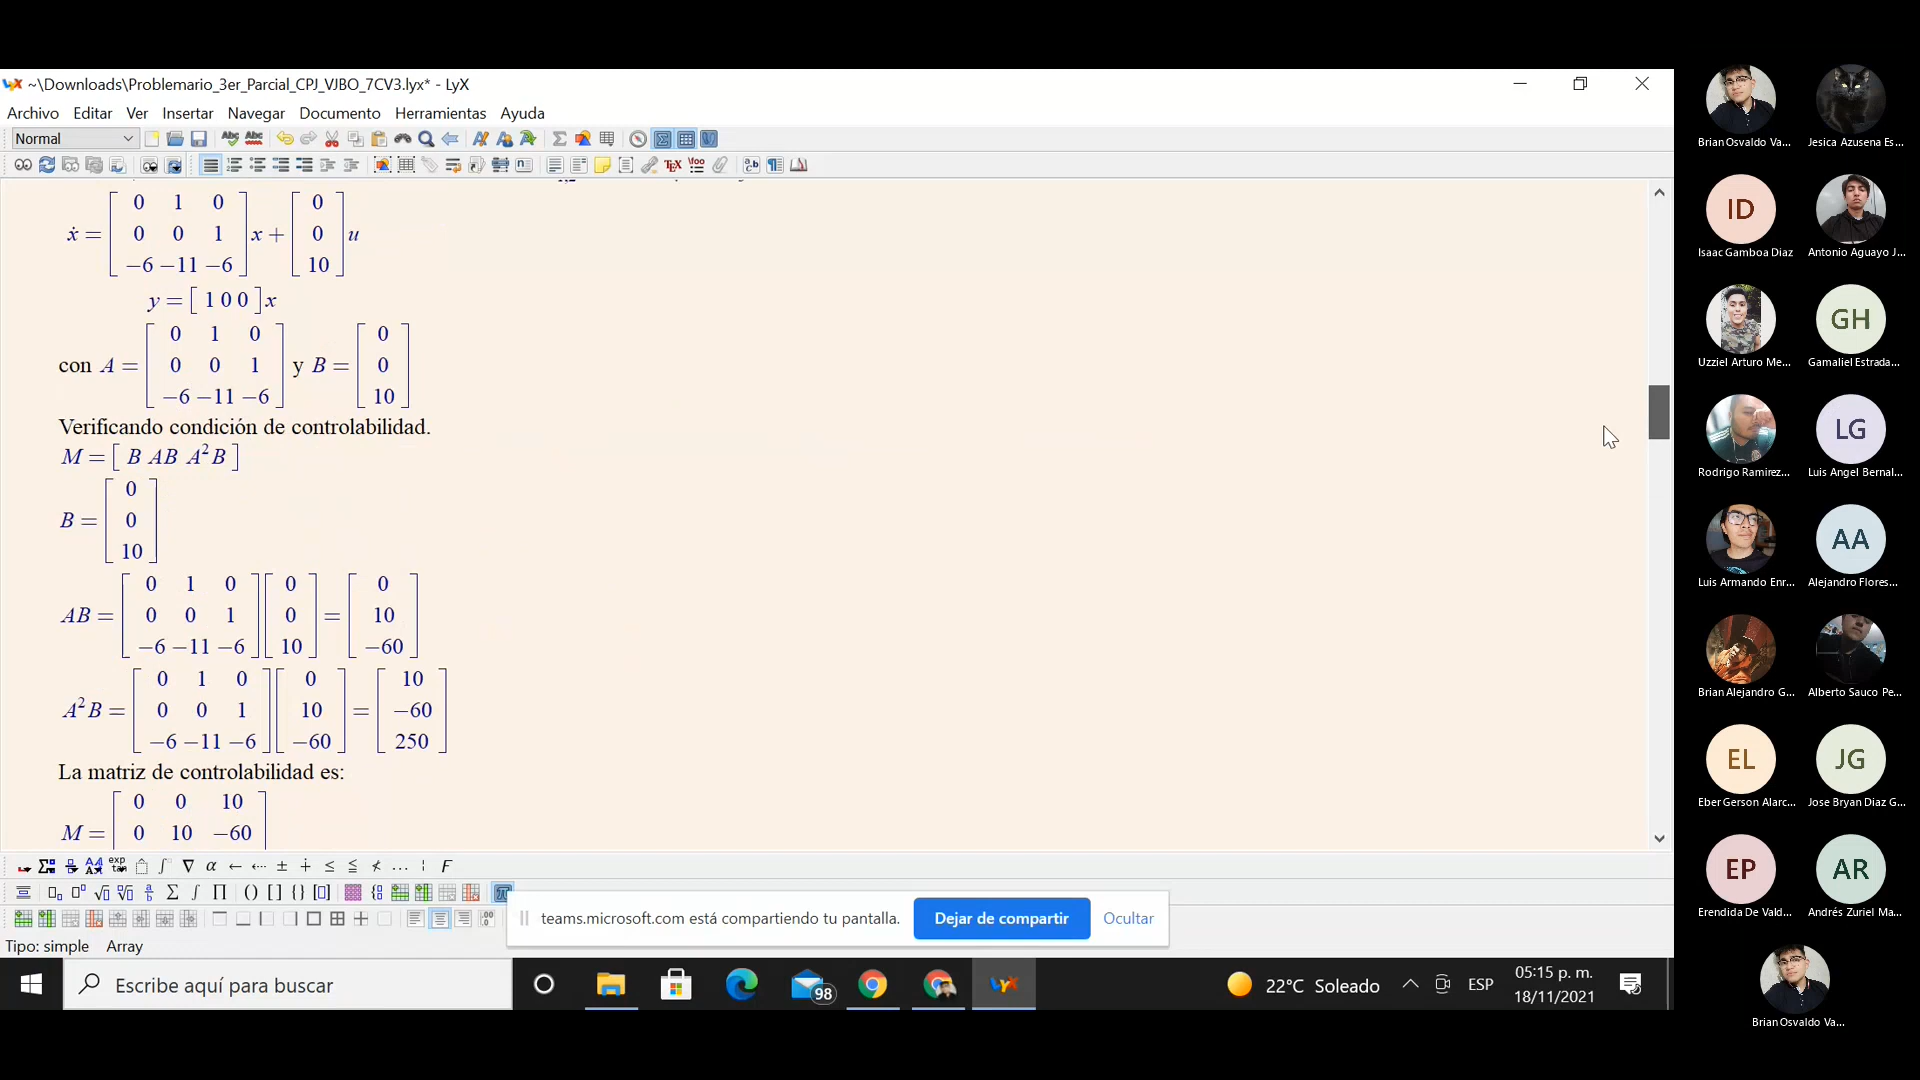 ~\Downloads\Problemario_3er_Parcial_CPJ_VJBO_7CV3.lyx* - LyX
Archivo Editar Ver Insertar Navegar Documento Herramientas Ayuda
Normal
ẋ = [ 0 1 0 ; 0 0 1 ; −6 −11 −6 ] x + [ 0 ; 0 ; 10 ] u
y = [ 1 0 0 ] x
con A = [ 0 1 0 ; 0 0 1 ; −6 −11 −6 ] y B = [ 0 ; 0 ; 10 ]
Verificando condición de controlabilidad.
M = [ B AB A²B ]
B = [ 0 ; 0 ; 10 ]
AB = [ 0 1 0 ; 0 0 1 ; −6 −11 −6 ] [ 0 ; 0 ; 10 ] = [ 0 ; 10 ; −60 ]
A²B = [ 0 1 0 ; 0 0 1 ; −6 −11 −6 ] [ 0 ; 10 ; −60 ] = [ 10 ; −60 ; 250 ]
La matriz de controlabilidad es:
M = [ 0 0 10 ; 0 10 −60
teams.microsoft.com está compartiendo tu pantalla. Dejar de compartir Ocultar
Tipo: simple Array
Escribe aquí para buscar
98
22°C Soleado
ESP
05:15 p. m.
18/11/2021
Brian Osvaldo Va... Jesica Azusena Es...
ID
Isaac Gamboa Diaz Antonio Aguayo J...
GH
Uzziel Arturo Me... Gamaliel Estrada...
LG
Rodrigo Ramirez... Luis Angel Bernal...
AA
Luis Armando Enr... Alejandro Flores...
Brian Alejandro G... Alberto Sauco Pe...
EL JG
Eber Gerson Alarc... Jose Bryan Diaz G...
EP AR
Erendida De Vald... Andrés Zuriel Ma...
Brian Osvaldo Va...